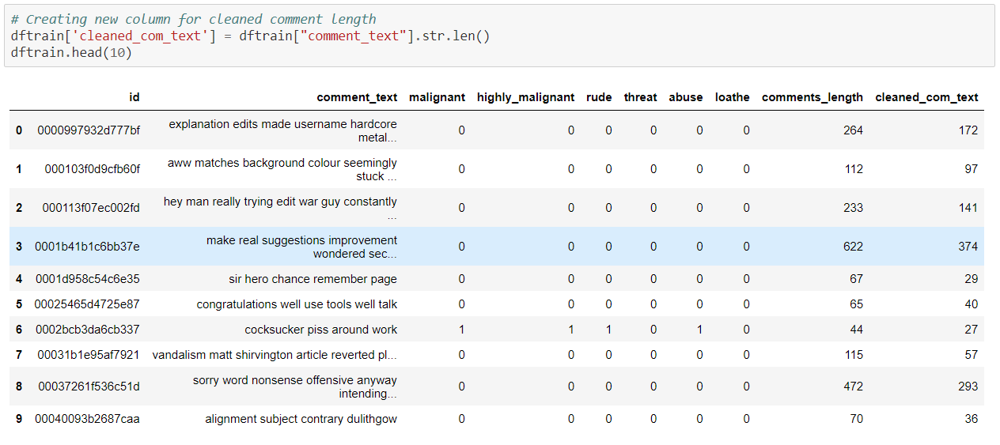 # Creating new column for cleaned comment length
dftrain['cleaned_com_text'] = dftrain["comment_text"].str.len()
dftrain.head(10)
id comment_text malignant highly_malignant rude threat abuse loathe comments_length cleaned_com_text
0 0000997932d777bf explanation edits made username hardcore metal... 0 0 0 0 0 0 264 172
1 000103f0d9cfb60f aww matches background colour seemingly stuck ... 0 0 0 0 0 0 112 97
2 000113f07ec002fd hey man really trying edit war guy constantly ... 0 0 0 0 0 0 233 141
3 0001b41b1c6bb37e make real suggestions improvement wondered sec... 0 0 0 0 0 0 622 374
4 0001d958c54c6e35 sir hero chance remember page 0 0 0 0 0 0 67 29
5 00025465d4725e87 congratulations well use tools well talk 0 0 0 0 0 0 65 40
6 0002bcb3da6cb337 cocksucker piss around work 1 1 1 0 1 0 44 27
7 00031b1e95af7921 vandalism matt shirvington article reverted pl... 0 0 0 0 0 0 115 57
8 00037261f536c51d sorry word nonsense offensive anyway intending... 0 0 0 0 0 0 472 293
9 00040093b2687caa alignment subject contrary dulithgow 0 0 0 0 0 0 70 36